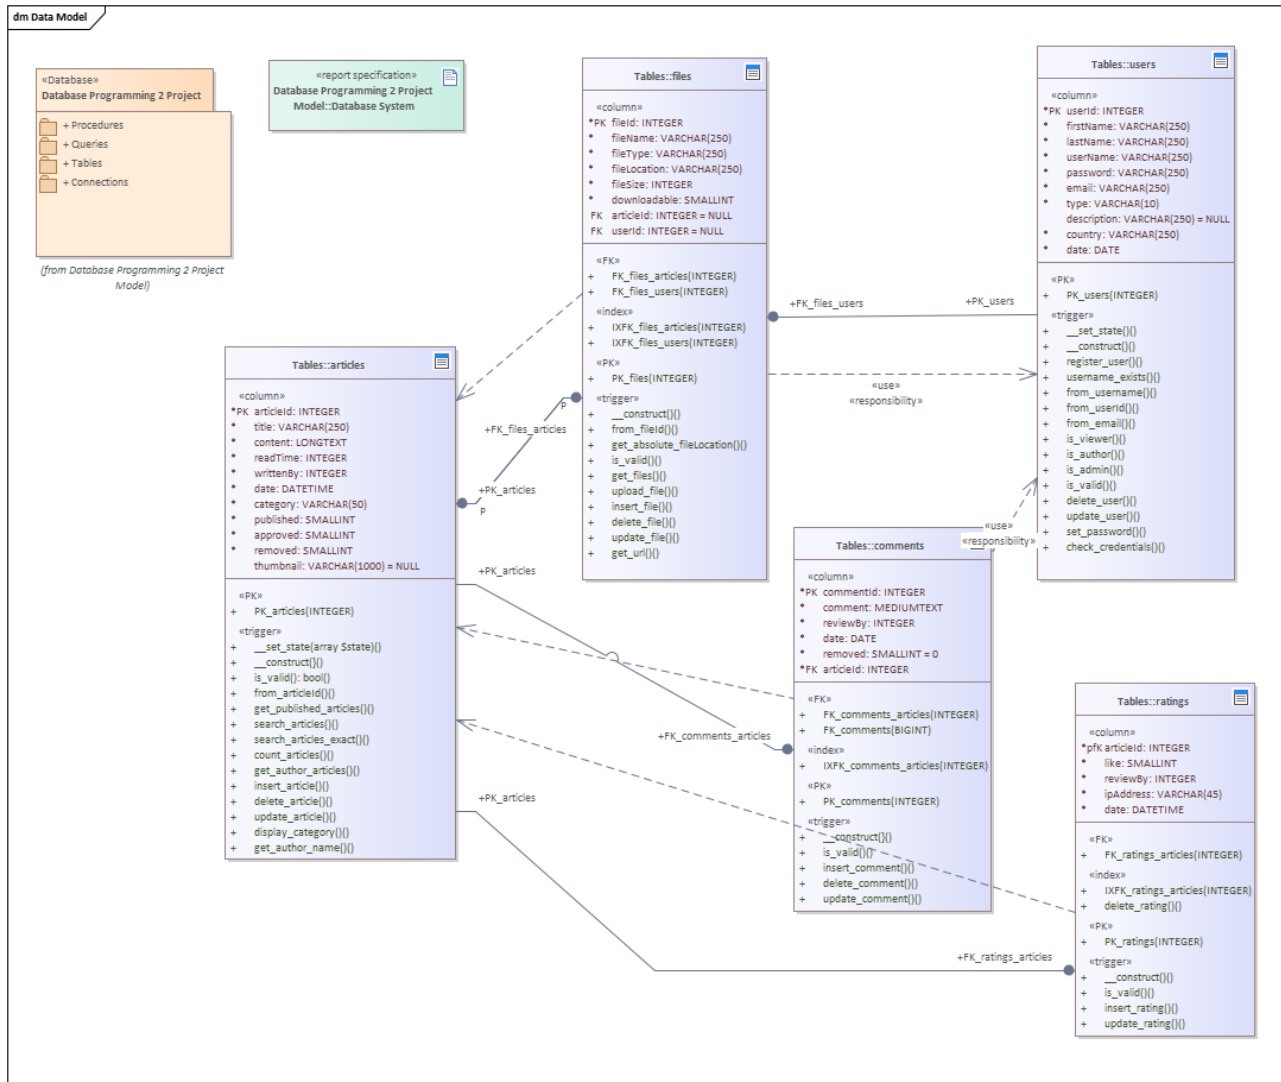 dm Data Model
«Database»
Database Programming 2 Project
+ Procedures
+ Queries
+ Tables
+ Connections
(from Database Programming 2 Project
Model)
«report specification»
Database Programming 2 Project
Model::Database System
Tables::files
«column»
*PK fileId: INTEGER
* fileName: VARCHAR(250)
* fileType: VARCHAR(250)
* fileLocation: VARCHAR(250)
* fileSize: INTEGER
* downloadable: SMALLINT
FK articleId: INTEGER = NULL
FK userId: INTEGER = NULL
«FK»
+ FK_files_articles(INTEGER)
+ FK_files_users(INTEGER)
«index»
+ IXFK_files_articles(INTEGER)
+ IXFK_files_users(INTEGER)
«PK»
+ PK_files(INTEGER)
«trigger»
+ __construct()()
+ from_fileId()()
+ get_absolute_fileLocation()()
+ is_valid()()
+ get_files()()
+ upload_file()()
+ insert_file()()
+ delete_file()()
+ update_file()()
+ get_url()()
Tables::users
«column»
*PK userId: INTEGER
* firstName: VARCHAR(250)
* lastName: VARCHAR(250)
* userName: VARCHAR(250)
* password: VARCHAR(250)
* email: VARCHAR(250)
* type: VARCHAR(10)
description: VARCHAR(250) = NULL
* country: VARCHAR(250)
* date: DATE
«PK»
+ PK_users(INTEGER)
«trigger»
+ __set_state()()
+ __construct()()
+ register_user()()
+ username_exists()()
+ from_username()()
+ from_userId()()
+ from_email()()
+ is_viewer()()
+ is_author()()
+ is_admin()()
+ is_valid()()
+ delete_user()()
+ update_user()()
+ set_password()()
+ check_credentials()()
+FK_files_users
+PK_users
«use»
«responsibility»
Tables::articles
«column»
*PK articleId: INTEGER
* title: VARCHAR(250)
* content: LONGTEXT
* readTime: INTEGER
* writtenBy: INTEGER
* date: DATETIME
* category: VARCHAR(50)
* published: SMALLINT
* approved: SMALLINT
* removed: SMALLINT
thumbnail: VARCHAR(1000) = NULL
«PK»
+ PK_articles(INTEGER)
«trigger»
+ __set_state(array $state)()
+ __construct()()
+ is_valid(): bool()
+ from_articleId()()
+ get_published_articles()()
+ search_articles()()
+ search_articles_exact()()
+ count_articles()()
+ get_author_articles()()
+ insert_article()()
+ delete_article()()
+ update_article()()
+ display_category()()
+ get_author_name()()
P
+FK_files_articles
+PK_articles
P
+PK_articles
+FK_comments_articles
+PK_articles
+FK_ratings_articles
«use»
«responsibility»
Tables::comments
«column»
*PK commentId: INTEGER
* comment: MEDIUMTEXT
* reviewBy: INTEGER
* date: DATE
* removed: SMALLINT = 0
*FK articleId: INTEGER
«FK»
+ FK_comments_articles(INTEGER)
+ FK_comments(BIGINT)
«index»
+ IXFK_comments_articles(INTEGER)
«PK»
+ PK_comments(INTEGER)
«trigger»
+ __construct()()
+ is_valid()()
+ insert_comment()()
+ delete_comment()()
+ update_comment()()
Tables::ratings
«column»
*pfK articleId: INTEGER
* like: SMALLINT
* reviewBy: INTEGER
* ipAddress: VARCHAR(45)
* date: DATETIME
«FK»
+ FK_ratings_articles(INTEGER)
«index»
+ IXFK_ratings_articles(INTEGER)
+ delete_rating()()
«PK»
+ PK_ratings(INTEGER)
«trigger»
+ __construct()()
+ is_valid()()
+ insert_rating()()
+ update_rating()()